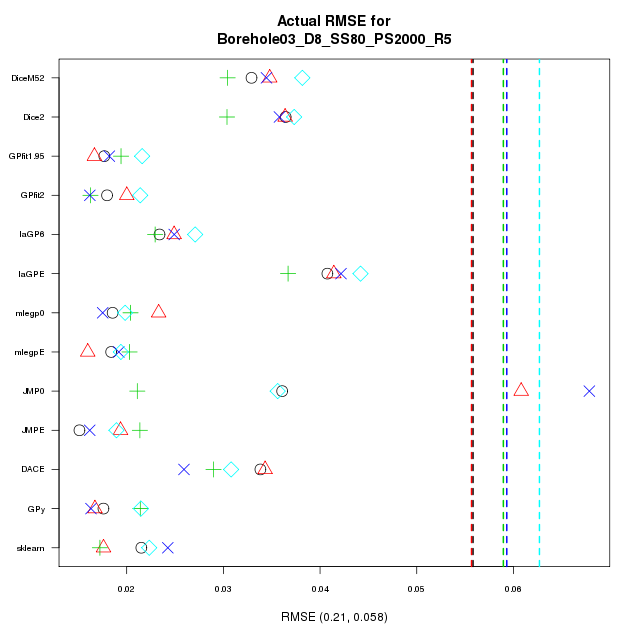 Actual RMSE for
Borehole03_D8_SS80_PS2000_R5
DiceM52
Dice2
GPfit1.95
GPfit2
laGP6
laGPE
mlegp0
mlegpE
JMP0
JMPE
DACE
GPy
sklearn
0.02 0.03 0.04 0.05 0.06
RMSE (0.21, 0.058)